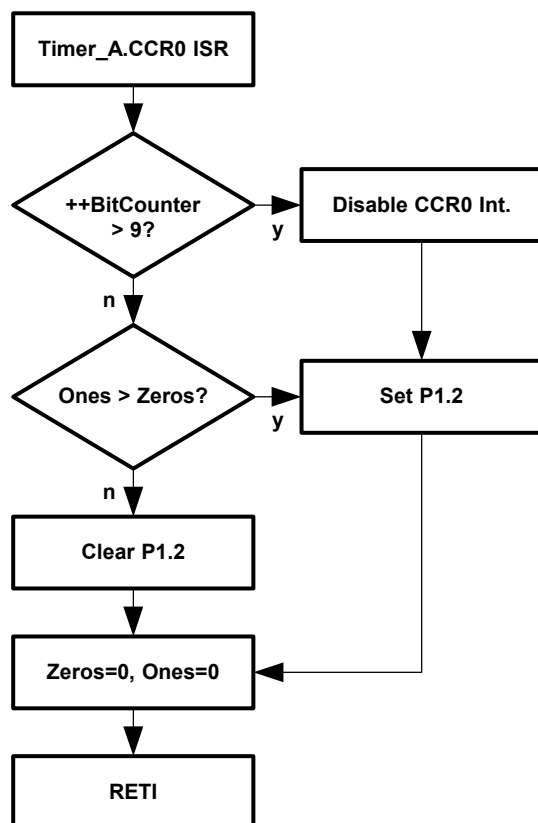 Timer_A.CCR0 ISR
++BitCounter
> 9?
y
Disable CCR0 Int.
n
Ones > Zeros?
y
Set P1.2
n
Clear P1.2
Zeros=0, Ones=0
RETI